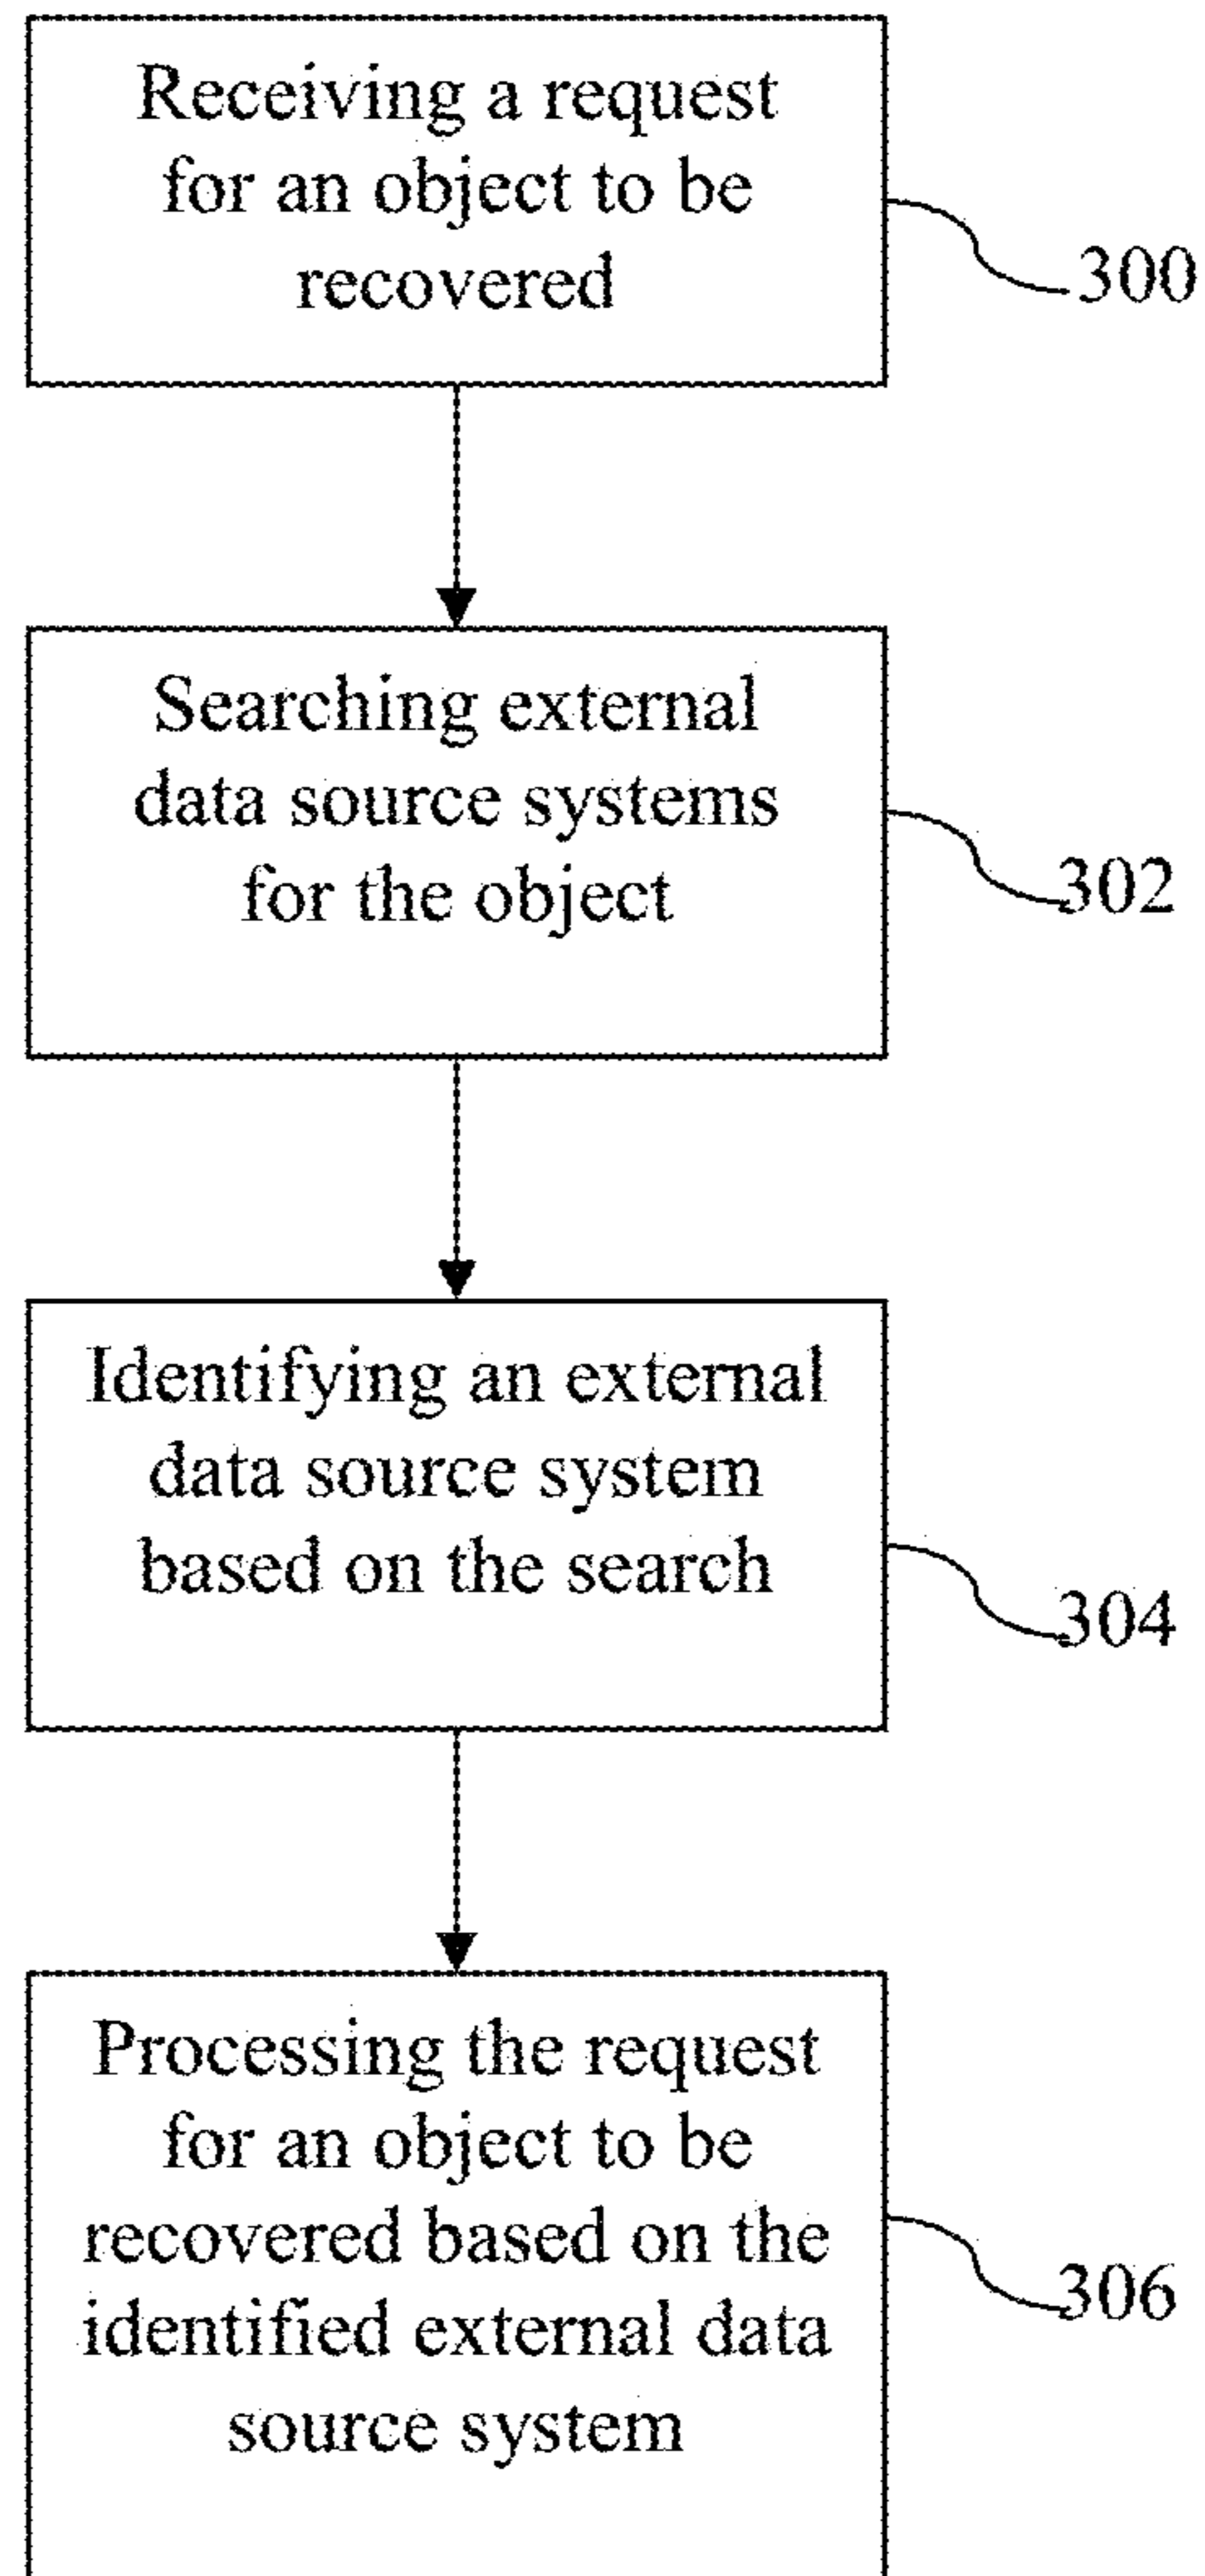 Receiving a request
for an object to be
recovered
300
Searching external
data source systems
for the object
302
Identifying an external
data source system
based on the search
304
Processing the request
for an object to be
recovered based on the
identified external data
source system
306